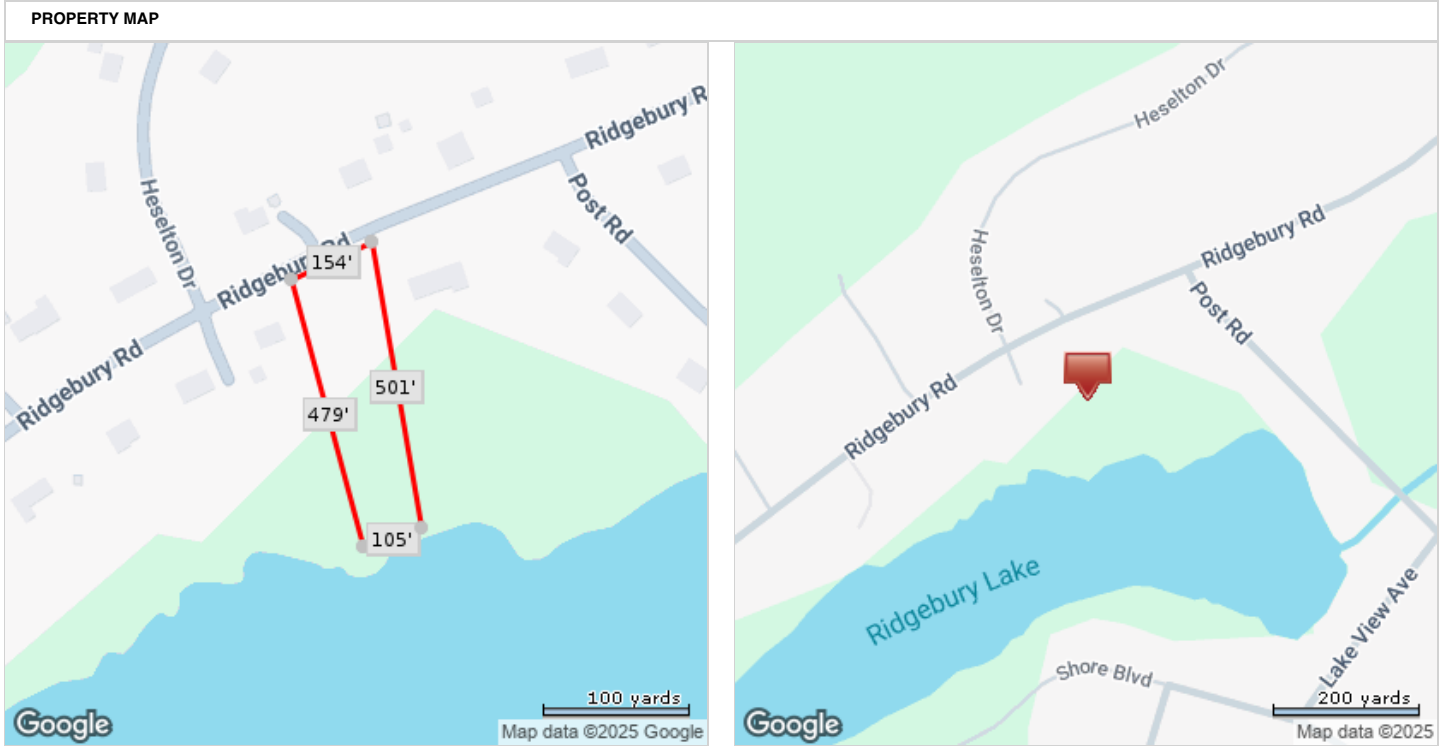 PROPERTY MAP
Ridgebury R
Post Rd
Heselton Dr
Ridgebury Rd
154'
Ridgebury Rd
501'
479'
105'
100 yards
Google
Map data ©2025 Google
Heselton Dr
Ridgebury Rd
Heselton Dr
Post Rd
Ridgebury Rd
Ridgebury Lake
Lake View Ave
Shore Blvd
200 yards
Google
Map data ©2025